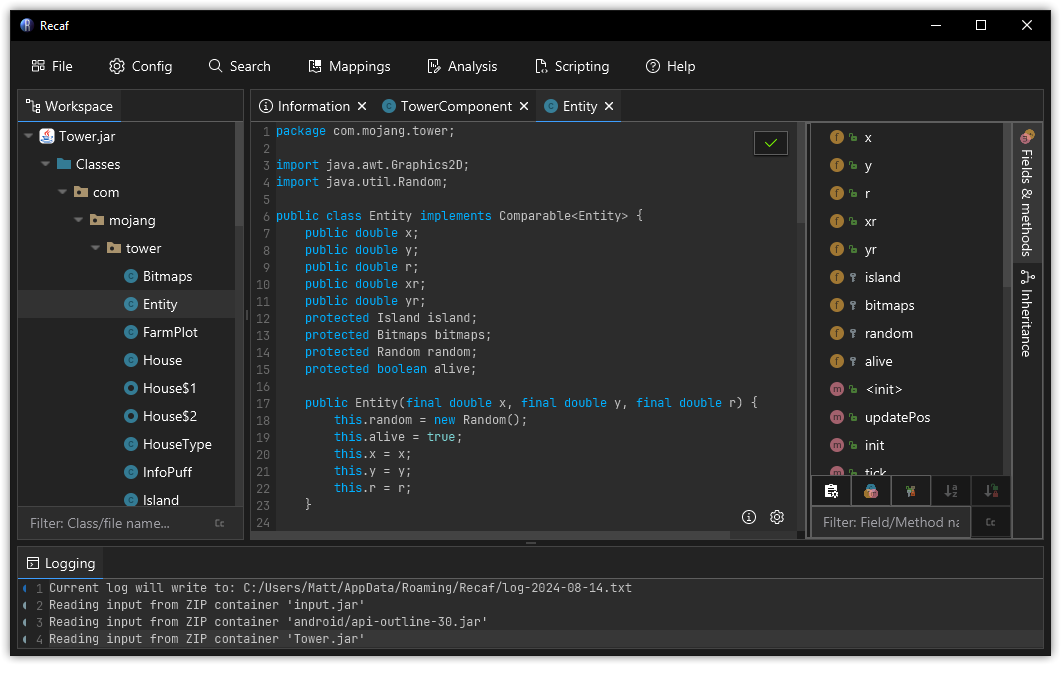 Recaf
File Config Search Mappings Analysis Scripting Help
Workspace
Tower.jar
Classes
com
mojang
tower
Bitmaps
Entity
FarmPlot
House
House$1
House$2
HouseType
InfoPuff
Island
Filter: Class/file name...
Cc
Information TowerComponent Entity
1 package com.mojang.tower;
2
3 import java.awt.Graphics2D;
4 import java.util.Random;
5
6 public class Entity implements Comparable<Entity> {
7 public double x;
8 public double y;
9 public double r;
10 public double xr;
11 public double yr;
12 protected Island island;
13 protected Bitmaps bitmaps;
14 protected Random random;
15 protected boolean alive;
16
17 public Entity(final double x, final double y, final double r) {
18 this.random = new Random();
19 this.alive = true;
20 this.x = x;
21 this.y = y;
22 this.r = r;
23 }
24
x
y
r
xr
yr
island
bitmaps
random
alive
<init>
updatePos
init
tick
Filter: Field/Method na
Cc
Fields & methods
Inheritance
Logging
1 Current log will write to: C:/Users/Matt/AppData/Roaming/Recaf/log-2024-08-14.txt
2 Reading input from ZIP container 'input.jar'
3 Reading input from ZIP container 'android/api-outline-30.jar'
4 Reading input from ZIP container 'Tower.jar'